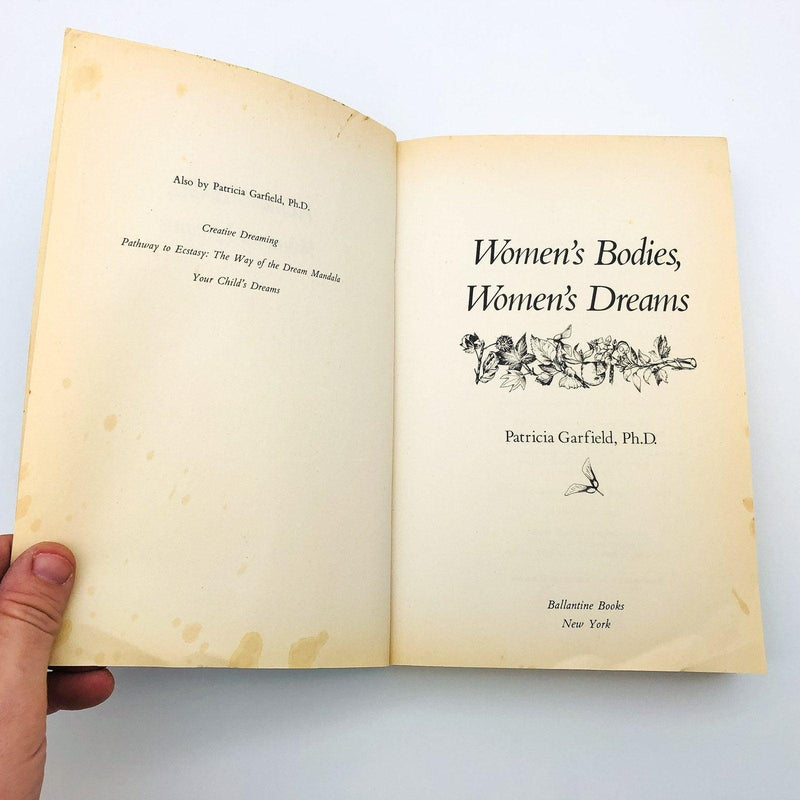 Also by Patricia Garfield, Ph.D.
Creative Dreaming
Pathway to Ecstasy: The Way of the Dream Mandala
Your Child's Dreams
Women's Bodies,
Women's Dreams
Patricia Garfield, Ph.D.
Ballantine Books
New York